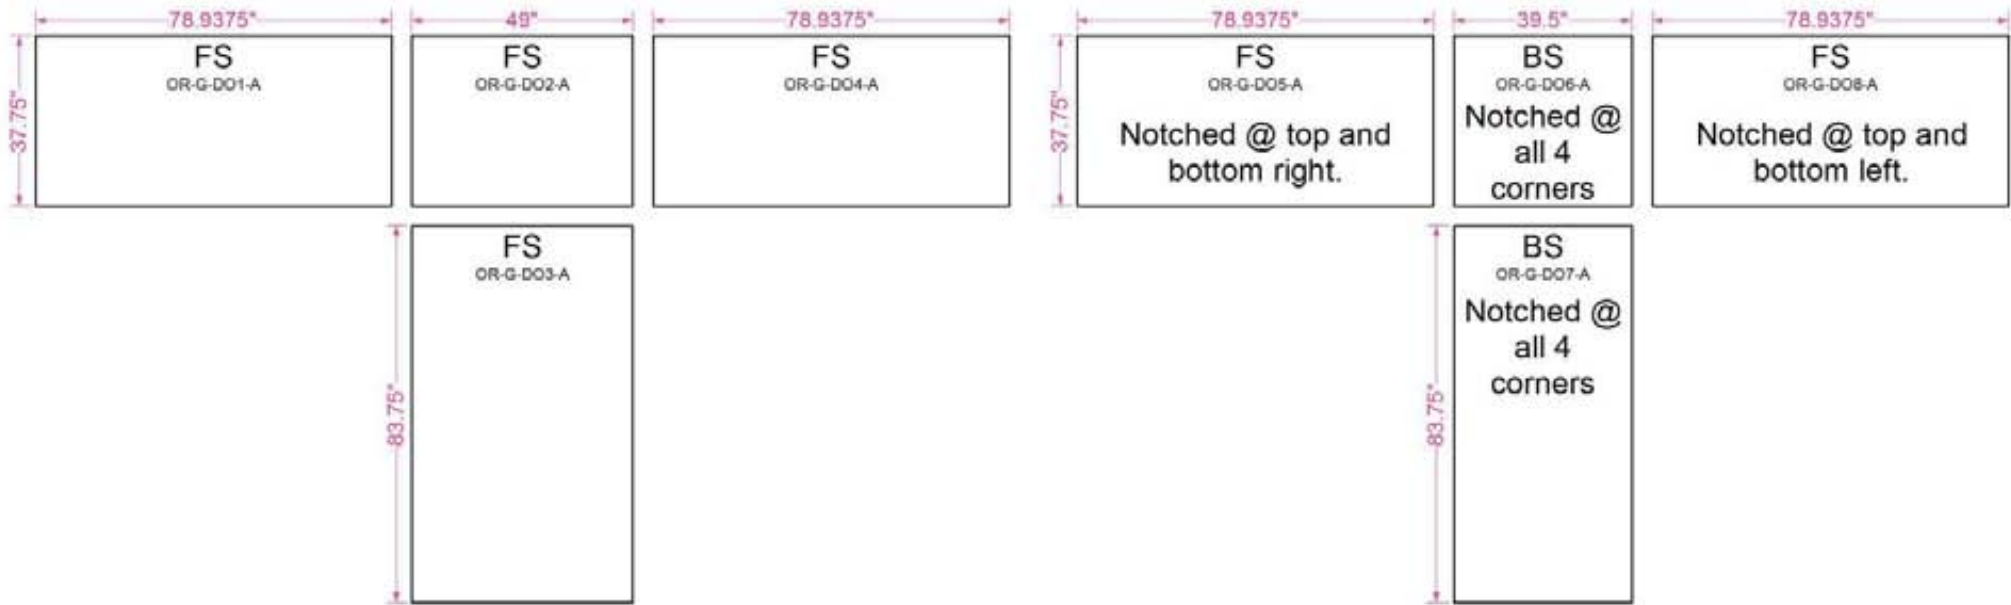 78.9375"
49"
78.9375"
78.9375"
39.5"
78.9375"
37.75"
FS
OR-G-DO1-A
FS
OR-G-DO2-A
FS
OR-G-DO4-A
37.75"
FS
OR-G-DO5-A
Notched @ top and
bottom right.
BS
OR-G-DO6-A
Notched @
all 4
corners
FS
OR-G-DO8-A
Notched @ top and
bottom left.
83.75"
FS
OR-G-DO3-A
83.75"
BS
OR-G-DO7-A
Notched @
all 4
corners